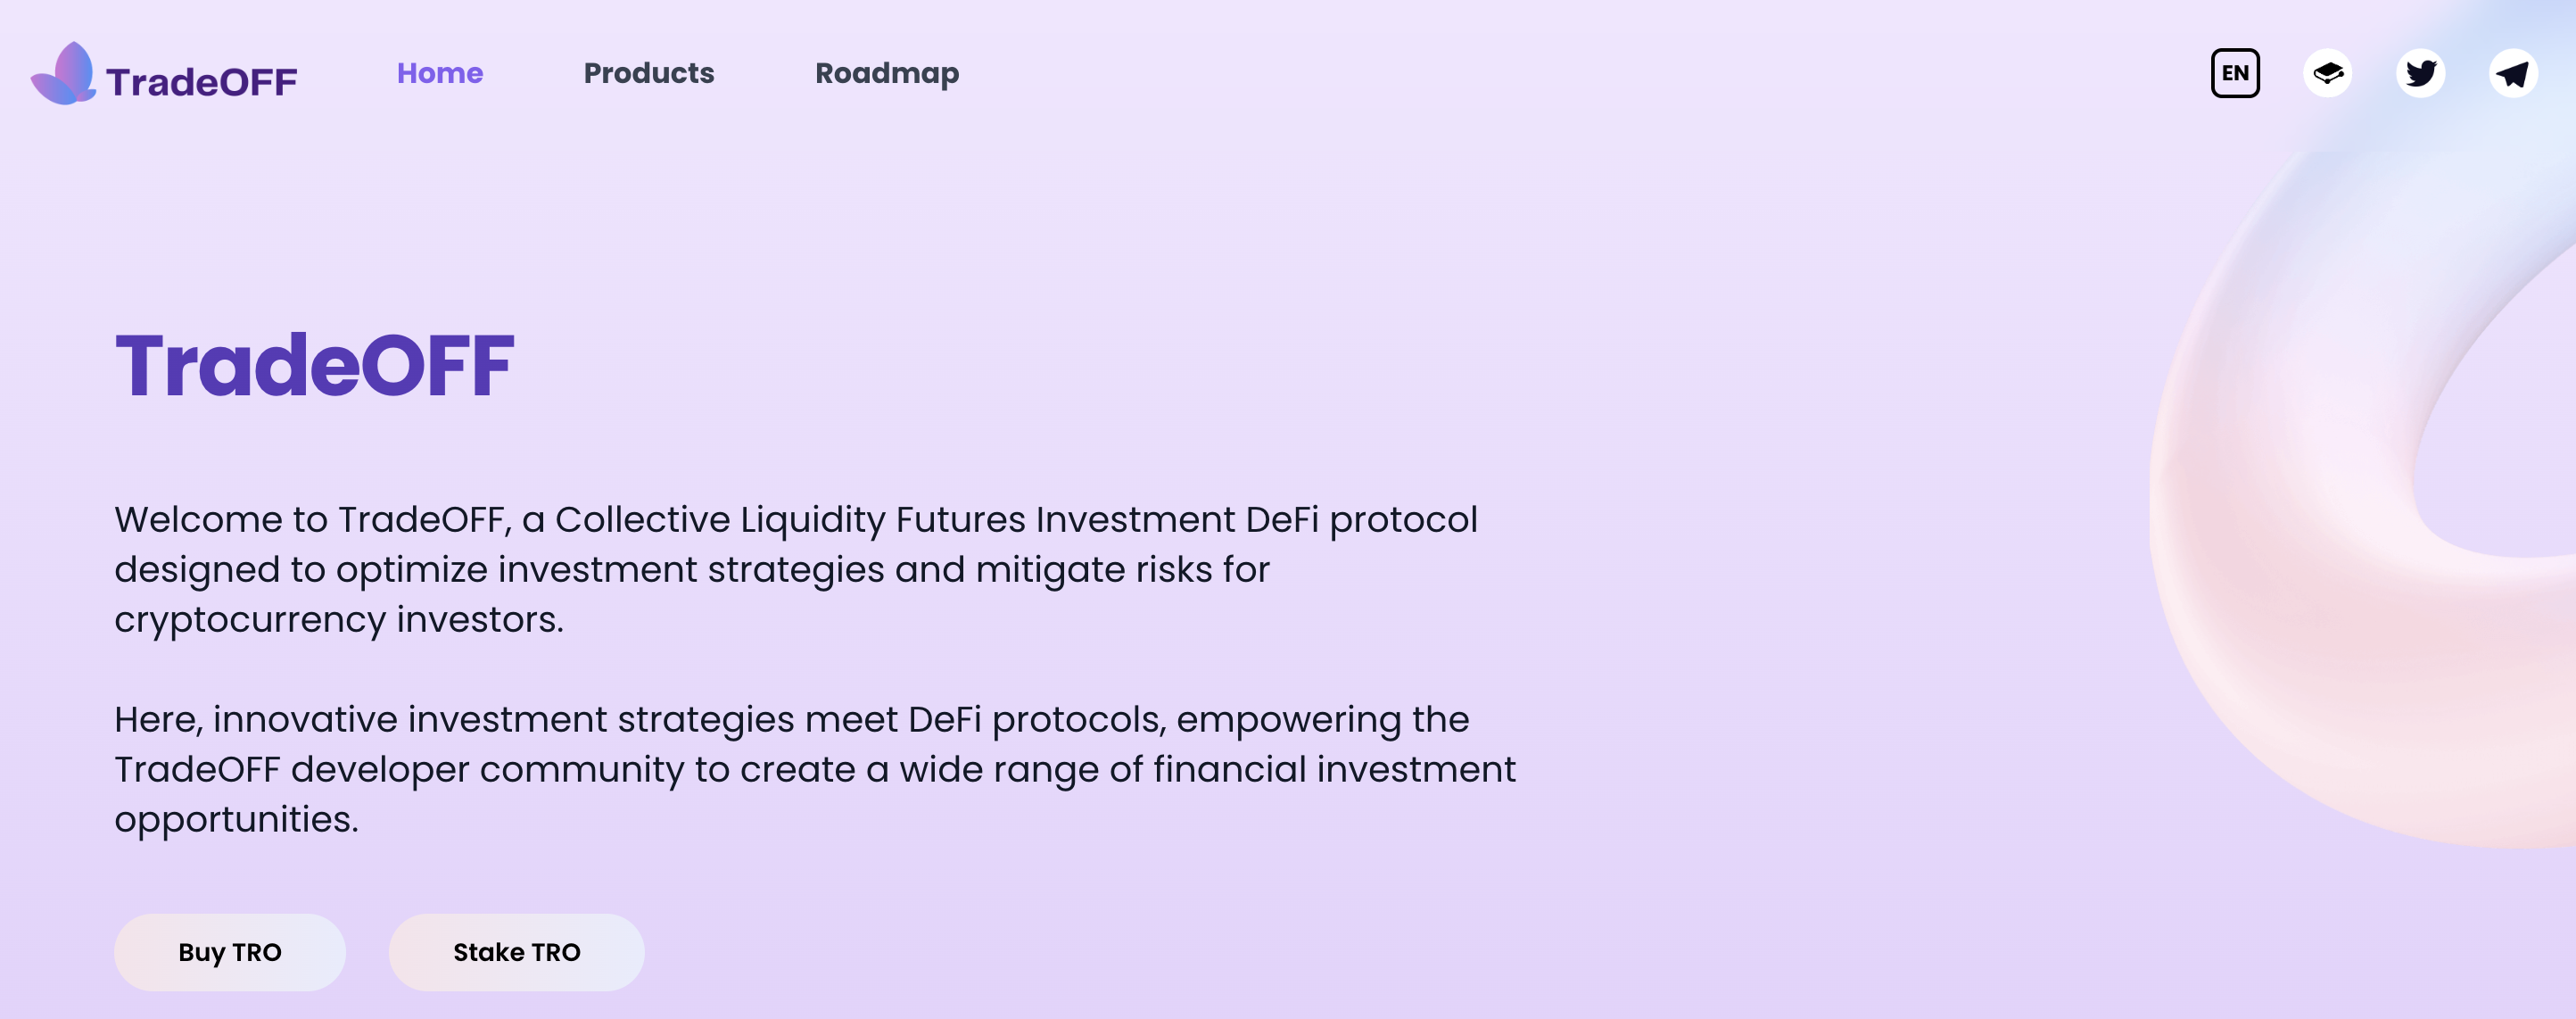 TradeOFF
Home
Products
Roadmap
EN
TradeOFF
Welcome to TradeOFF, a Collective Liquidity Futures Investment DeFi protocol
designed to optimize investment strategies and mitigate risks for
cryptocurrency investors.
Here, innovative investment strategies meet DeFi protocols, empowering the
TradeOFF developer community to create a wide range of financial investment
opportunities.
Buy TRO
Stake TRO